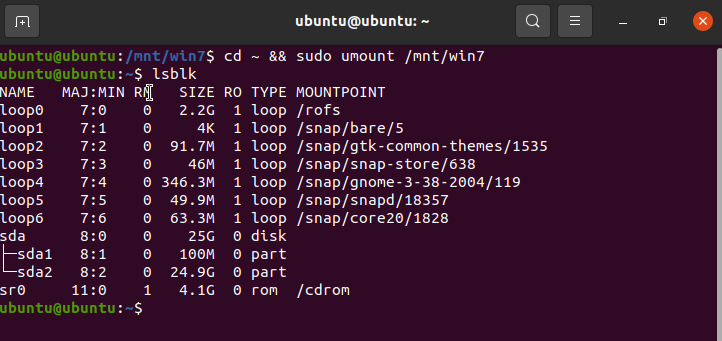 ubuntu@ubuntu: ~
ubuntu@ubuntu:/mnt/win7$ cd ~ && sudo umount /mnt/win7
ubuntu@ubuntu:~$ lsblk
NAME   MAJ:MIN RM   SIZE RO TYPE MOUNTPOINT
loop0    7:0    0   2.2G  1 loop /rofs
loop1    7:1    0     4K  1 loop /snap/bare/5
loop2    7:2    0  91.7M  1 loop /snap/gtk-common-themes/1535
loop3    7:3    0    46M  1 loop /snap/snap-store/638
loop4    7:4    0 346.3M  1 loop /snap/gnome-3-38-2004/119
loop5    7:5    0  49.9M  1 loop /snap/snapd/18357
loop6    7:6    0  63.3M  1 loop /snap/core20/1828
sda      8:0    0    25G  0 disk
├─sda1   8:1    0   100M  0 part
└─sda2   8:2    0  24.9G  0 part
sr0     11:0    1   4.1G  0 rom  /cdrom
ubuntu@ubuntu:~$